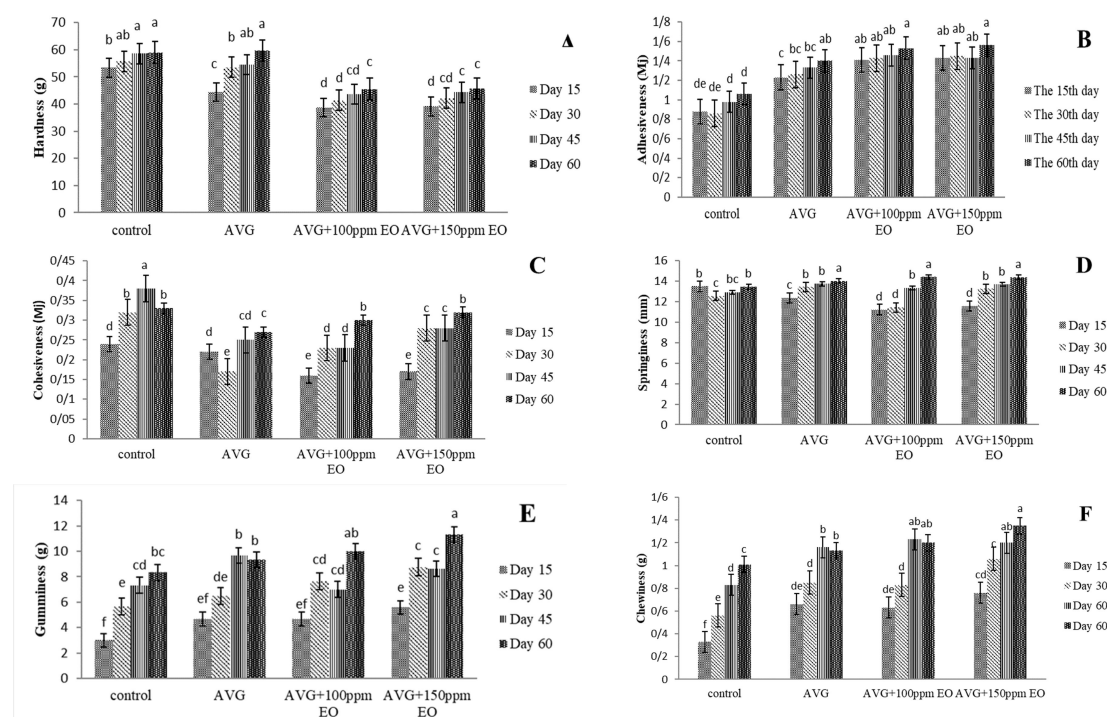 A
Hardness (g)
70
60
50
40
30
20
10
0
b ab a a
c b ab a
d d cd c
d c cd c
control AVG AVG+100ppm EO AVG+150ppm EO
Day 15
Day 30
Day 45
Day 60
B
Adhesiveness (Mj)
1/8
1/6
1/4
1/2
1
0/8
0/6
0/4
0/2
0
de de d d
c bc bc ab
ab ab ab a
ab ab ab a
control AVG AVG+100ppm AVG+150ppm
EO EO
The 15th day
The 30th day
The 45th day
The 60th day
C
Cohesiveness (Mj)
0/45
0/4
0/35
0/3
0/25
0/2
0/15
0/1
0/05
0
d b a b
d e cd c
e d d b
e c c b
control AVG AVG+100ppm AVG+150ppm
EO EO
Day 15
Day 30
Day 45
Day 60
D
Springiness (mm)
16
14
12
10
8
6
4
2
0
b c bc b
c b b a
d d b a
d b b a
control AVG AVG+100ppm AVG+150ppm
EO EO
Day 15
Day 30
Day 45
Day 60
E
Gumminess (g)
14
12
10
8
6
4
2
0
f e cd bc
ef de b b
ef cd cd ab
e c c a
control AVG AVG+100ppm AVG+150ppm
EO EO
Day 15
Day 30
Day 45
Day 60
F
Chewiness (g)
1/6
1/4
1/2
1
0/8
0/6
0/4
0/2
f e d c
de d b b
de d ab ab
cd c ab a
control AVG AVG+100ppm EO AVG+150ppm EO
Day 15
Day 30
Day 60
Day 60